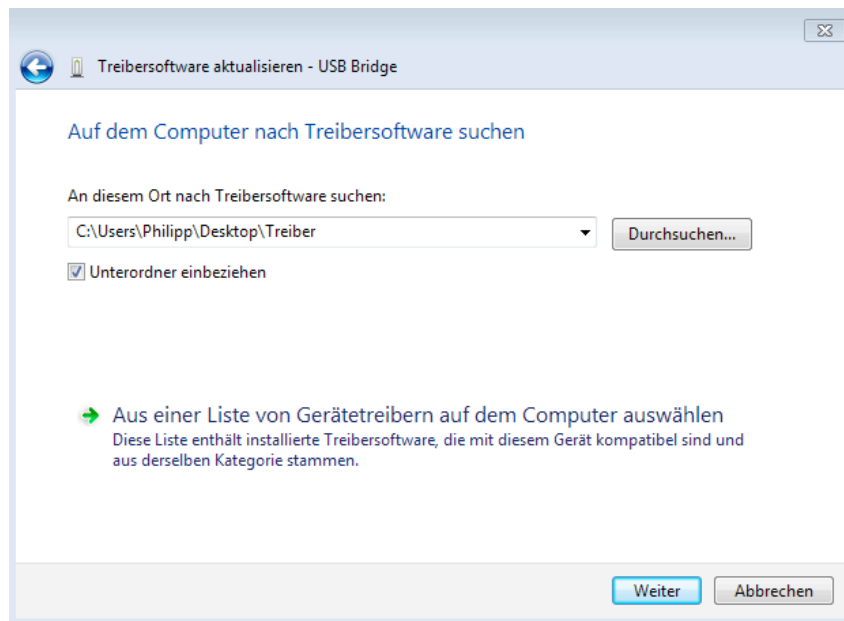 Treibersoftware aktualisieren - USB Bridge
Auf dem Computer nach Treibersoftware suchen
An diesem Ort nach Treibersoftware suchen:
C:\Users\Philipp\Desktop\Treiber
Durchsuchen...
Unterordner einbeziehen
Aus einer Liste von Gerätetreibern auf dem Computer auswählen
Diese Liste enthält installierte Treibersoftware, die mit diesem Gerät kompatibel sind und
aus derselben Kategorie stammen.
Weiter
Abbrechen